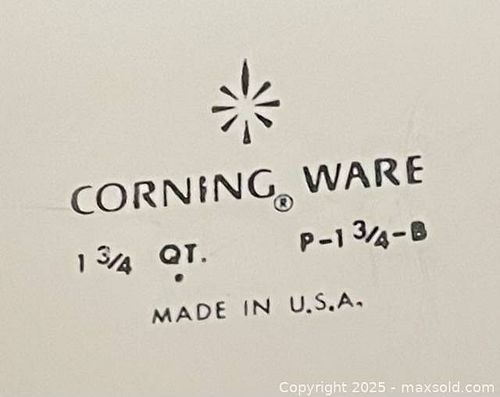 CORNING® WARE
1 3/4 QT. P-1 3/4-B
MADE IN U.S.A.
Copyright © 2025 - maxsold.com